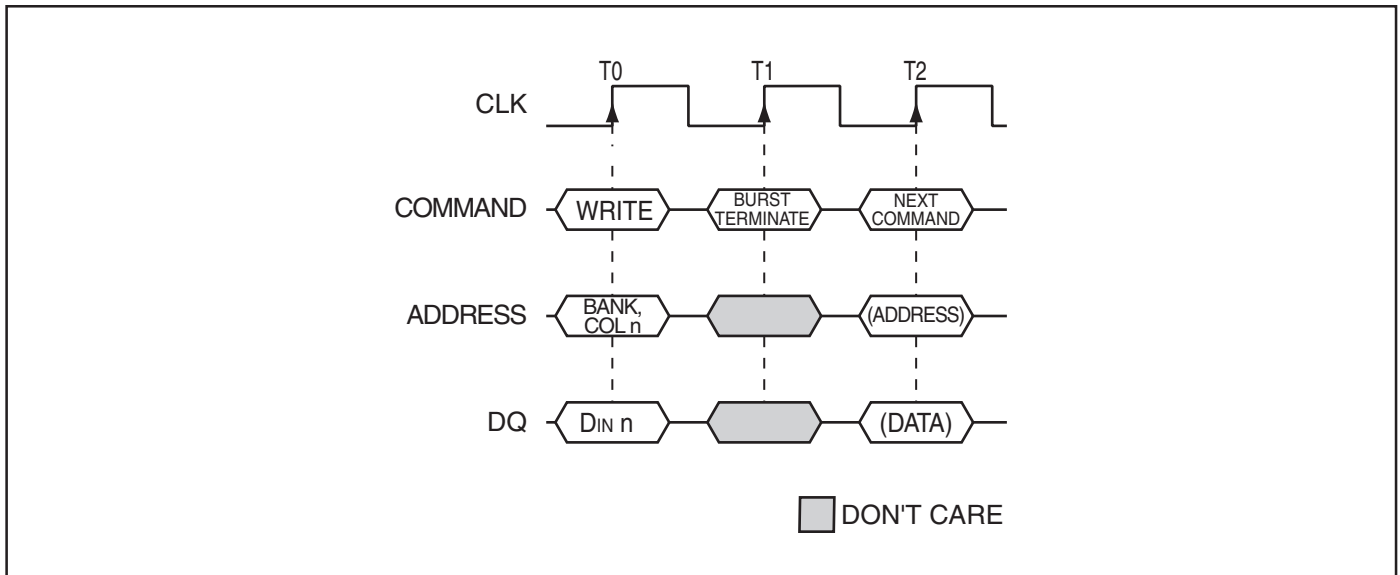 T0 T1 T2
CLK
COMMAND WRITE BURST TERMINATE NEXT COMMAND
ADDRESS BANK, COL n (ADDRESS)
DQ DIN n (DATA)
DON'T CARE